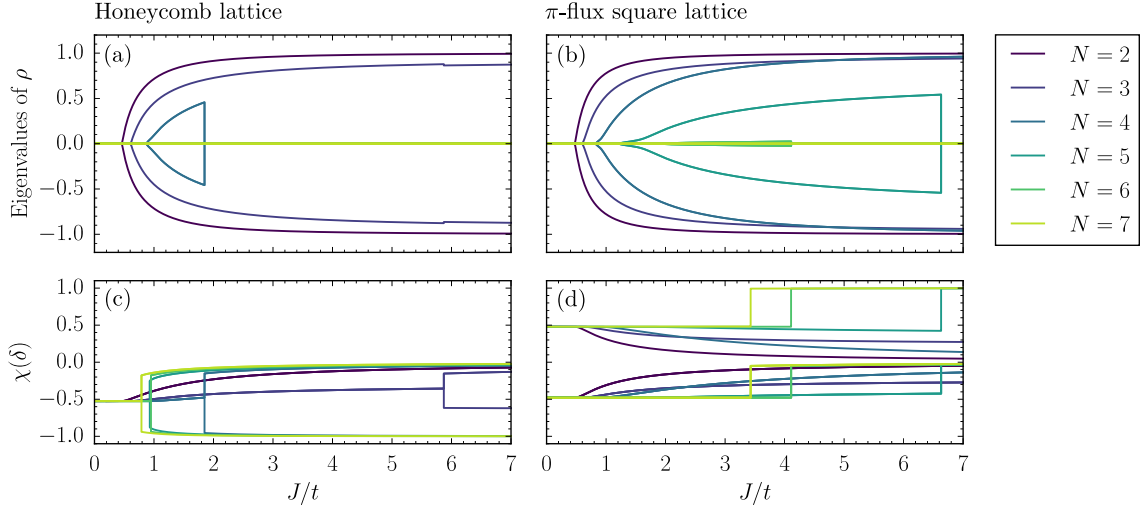 Honeycomb lattice
π-flux square lattice
Eigenvalues of ρ
1.0
0.5
0.0
−0.5
−1.0
(a)
(b)
N = 2
N = 3
N = 4
N = 5
N = 6
N = 7
χ(δ)
1.0
0.5
0.0
−0.5
−1.0
(c)
(d)
0 1 2 3 4 5 6 7
0 1 2 3 4 5 6 7
J/t
J/t